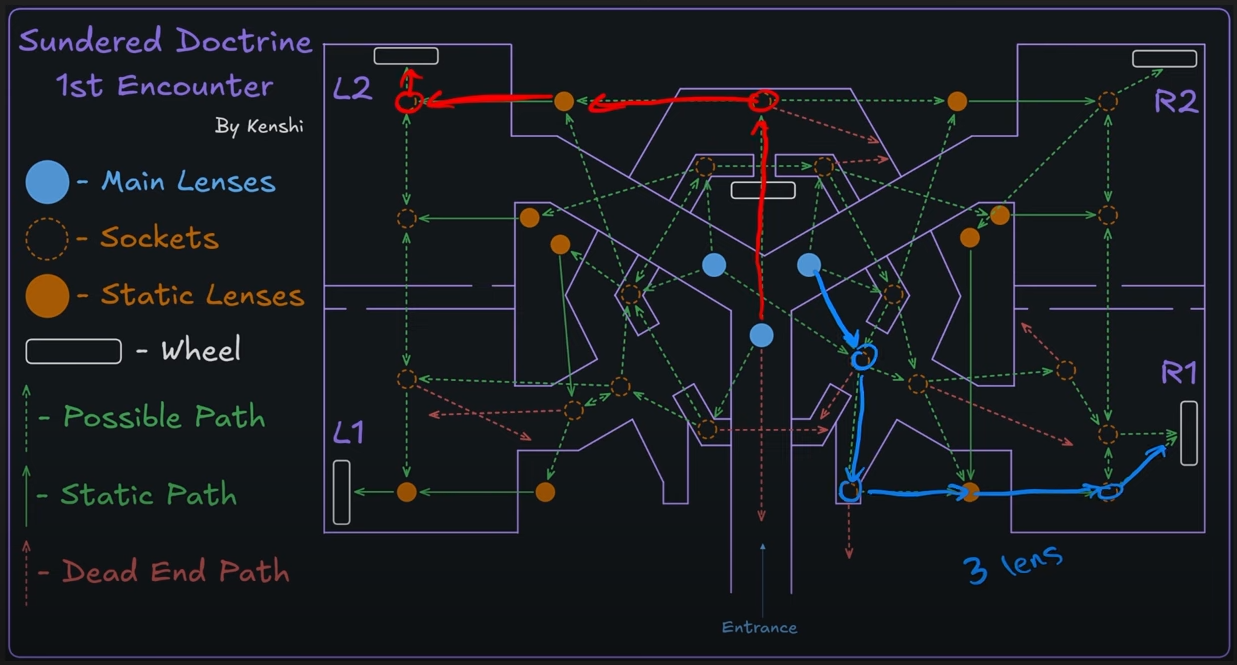 Sundered Doctrine
1st Encounter
By Kenshi
- Main Lenses
- Sockets
- Static Lenses
- Wheel
- Possible Path
- Static Path
- Dead End Path
L2
R2
L1
R1
3 lens
Entrance